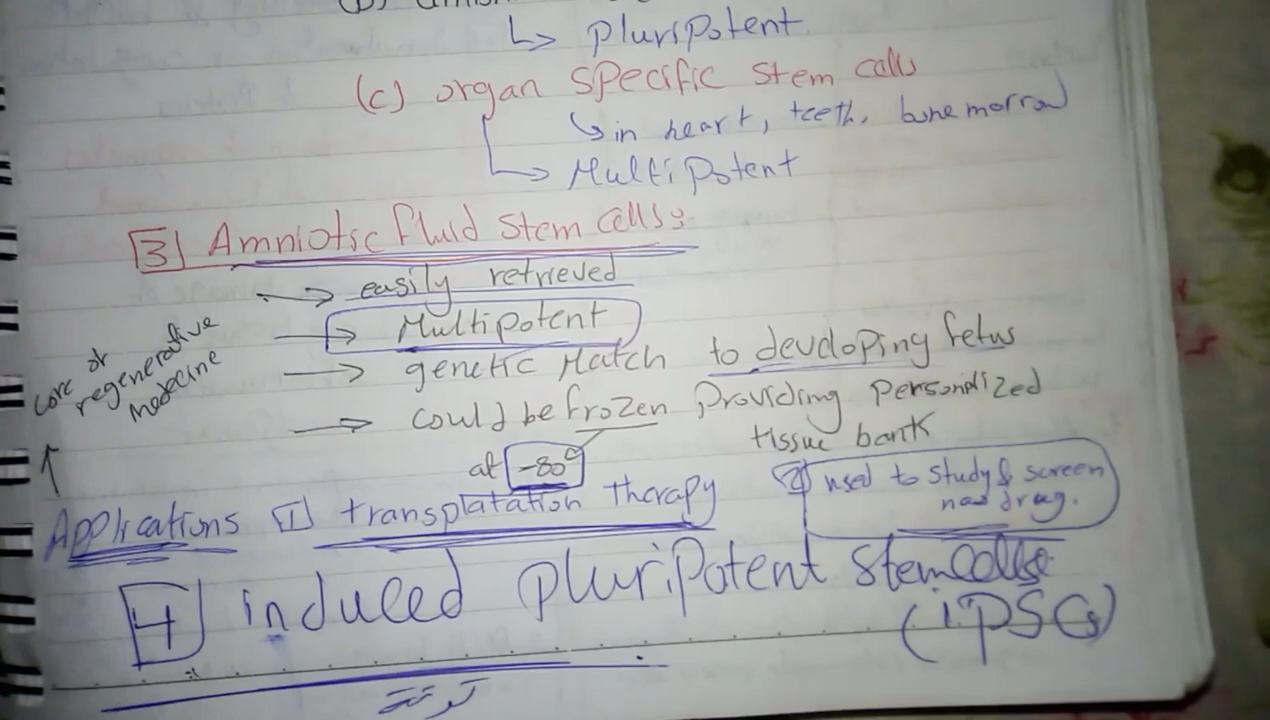 (b)
↳ Pluripotent
(c) organ specific stem cells
↳ in heart, teeth, bone morrow
↳ Multipotent
[3] Amniotic fluid stem cells:
→ easily retrieved
→ Multipotent
→ genetic Match to developing fetus
→ could be frozen providing personalized
tissue bank
at -80°
core of
regenerative
medecine
↑
Applications [1] transplatation therapy
[2] used to study & screen
new drug.
[4] induced pluripotent stem cells
(iPSCs)